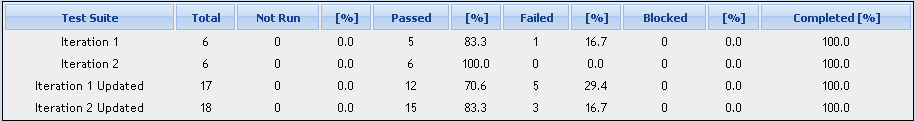 Test Suite Total Not Run [%] Passed [%] Failed [%] Blocked [%] Completed [%]
Iteration 1 6 0 0.0 5 83.3 1 16.7 0 0.0 100.0
Iteration 2 6 0 0.0 6 100.0 0 0.0 0 0.0 100.0
Iteration 1 Updated 17 0 0.0 12 70.6 5 29.4 0 0.0 100.0
Iteration 2 Updated 18 0 0.0 15 83.3 3 16.7 0 0.0 100.0